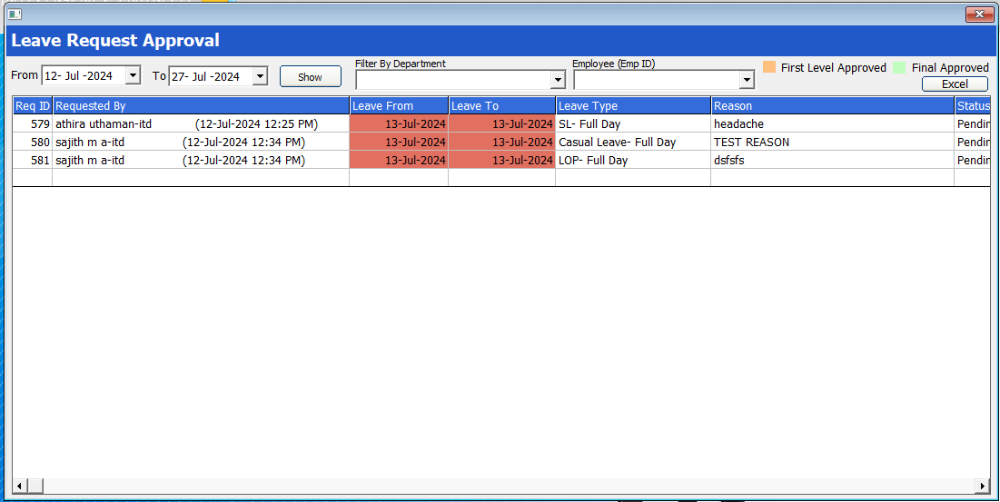 Leave Request Approval
From 12- Jul -2024 To 27- Jul -2024 Show Filter By Department Employee (Emp ID) First Level Approved Final Approved
Excel
Req ID Requested By Leave From Leave To Leave Type Reason Status
579 athira uthaman-itd (12-Jul-2024 12:25 PM) 13-Jul-2024 13-Jul-2024 SL- Full Day headache Pendin
580 sajith m a-itd (12-Jul-2024 12:34 PM) 13-Jul-2024 13-Jul-2024 Casual Leave- Full Day TEST REASON Pendin
581 sajith m a-itd (12-Jul-2024 12:34 PM) 13-Jul-2024 13-Jul-2024 LOP- Full Day dsfsfs Pendin